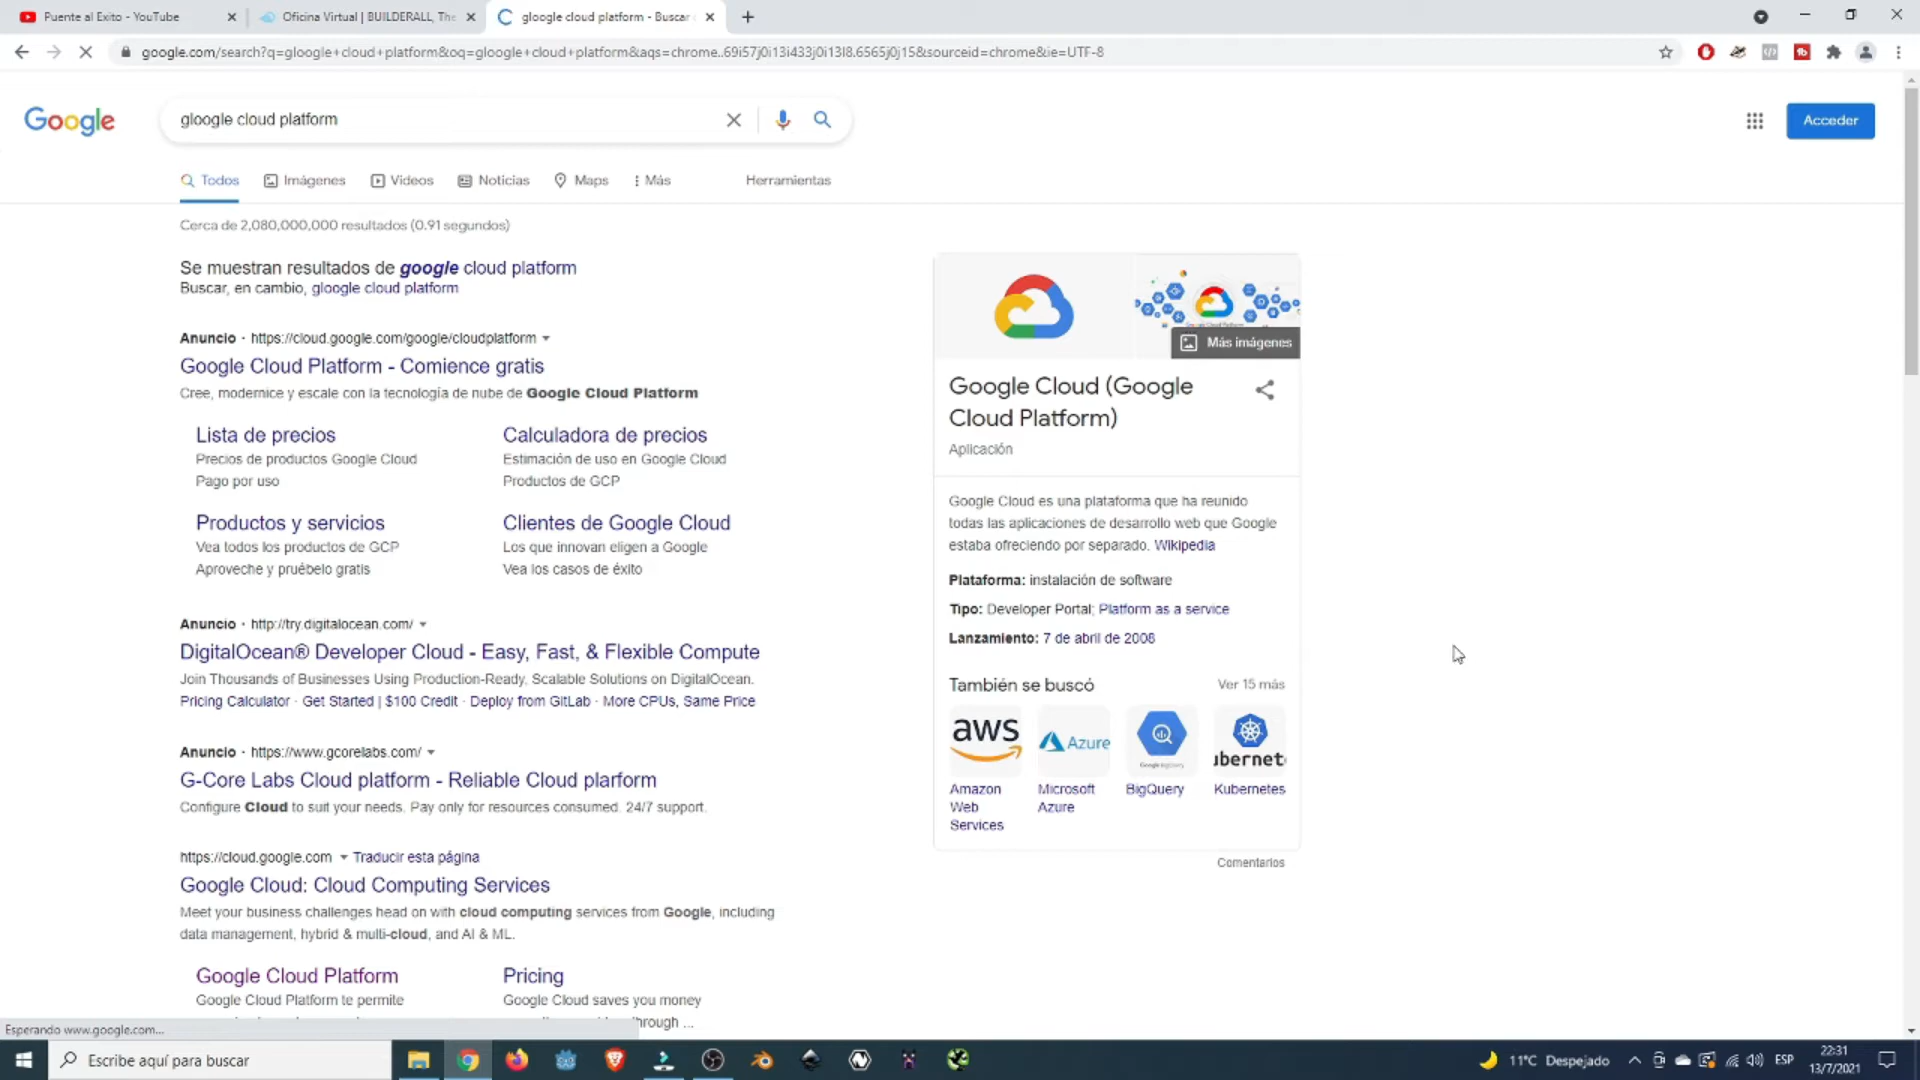 Puente al Exito - YouTube
Oficina Virtual | BUILDERALL, The
gloogle cloud platform - Buscar
google.com/search?q=gloogle+cloud+platform&oq=gloogle+cloud+platform&aqs=chrome..69i57j0i13i433j0i13l8.6565j0j15&sourceid=chrome&ie=UTF-8
Google
gloogle cloud platform
Acceder
Todos
Imágenes
Videos
Noticias
Maps
Más
Herramientas
Cerca de 2,080,000,000 resultados (0.91 segundos)
Se muestran resultados de google cloud platform
Buscar, en cambio, gloogle cloud platform
Anuncio · https://cloud.google.com/google/cloudplatform
Google Cloud Platform - Comience gratis
Cree, modernice y escale con la tecnología de nube de Google Cloud Platform
Lista de precios
Precios de productos Google Cloud
Pago por uso
Calculadora de precios
Estimación de uso en Google Cloud
Productos de GCP
Productos y servicios
Vea todos los productos de GCP
Aproveche y pruébelo gratis
Clientes de Google Cloud
Los que innovan eligen a Google
Vea los casos de éxito
Anuncio · http://try.digitalocean.com/
DigitalOcean® Developer Cloud - Easy, Fast, & Flexible Compute
Join Thousands of Businesses Using Production-Ready, Scalable Solutions on DigitalOcean.
Pricing Calculator · Get Started | $100 Credit · Deploy from GitLab · More CPUs, Same Price
Anuncio · https://www.gcorelabs.com/
G-Core Labs Cloud platform - Reliable Cloud plarform
Configure Cloud to suit your needs. Pay only for resources consumed. 24/7 support.
https://cloud.google.com Traducir esta página
Google Cloud: Cloud Computing Services
Meet your business challenges head on with cloud computing services from Google, including
data management, hybrid & multi-cloud, and AI & ML.
Google Cloud Platform
Google Cloud Platform te permite
Pricing
Google Cloud saves you money
through ...
Más imágenes
Google Cloud (Google
Cloud Platform)
Aplicación
Google Cloud es una plataforma que ha reunido
todas las aplicaciones de desarrollo web que Google
estaba ofreciendo por separado. Wikipedia
Plataforma: instalación de software
Tipo: Developer Portal; Platform as a service
Lanzamiento: 7 de abril de 2008
También se buscó
Ver 15 más
aws
Azure
Google BigQuery
ubernet
Amazon
Web
Services
Microsoft
Azure
BigQuery
Kubernetes
Comentarios
Esperando www.google.com...
Escribe aquí para buscar
11°C Despejado
ESP
22:31
13/7/2021